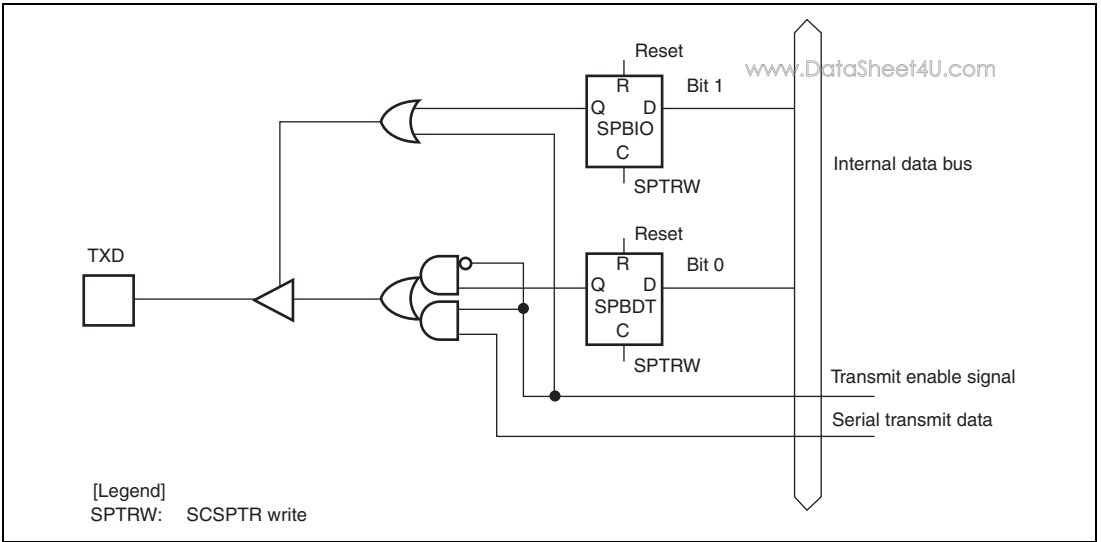 Reset
www.DataSheet4U.com
R
Bit 1
Q D
SPBIO
C
Internal data bus
SPTRW
Reset
TXD
R
Bit 0
Q D
SPBDT
C
SPTRW
Transmit enable signal
Serial transmit data
[Legend]
SPTRW: SCSPTR write